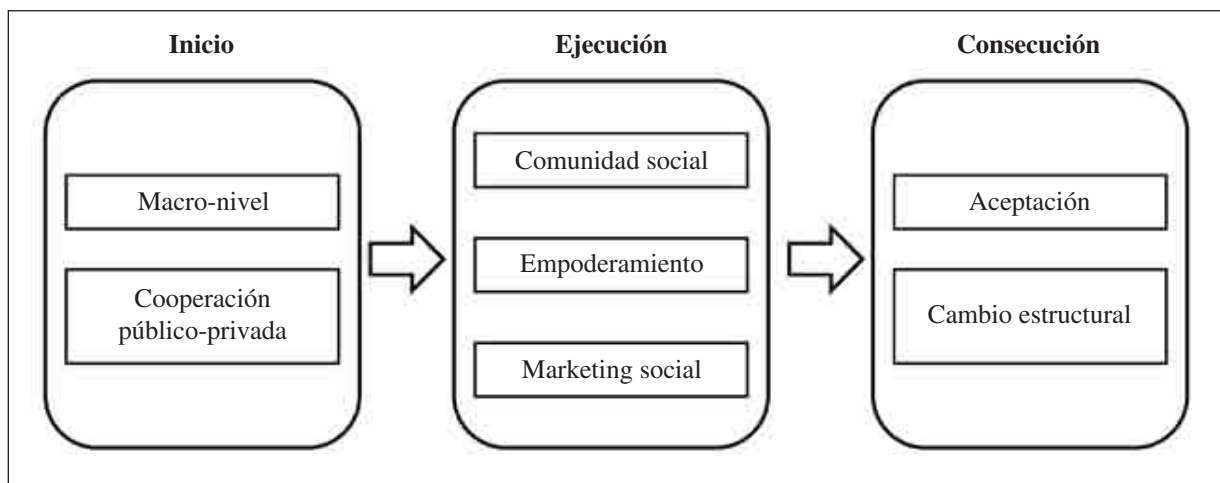 Inicio
Macro-nivel
Cooperación
público-privada
Ejecución
Comunidad social
Empoderamiento
Marketing social
Consecución
Aceptación
Cambio estructural